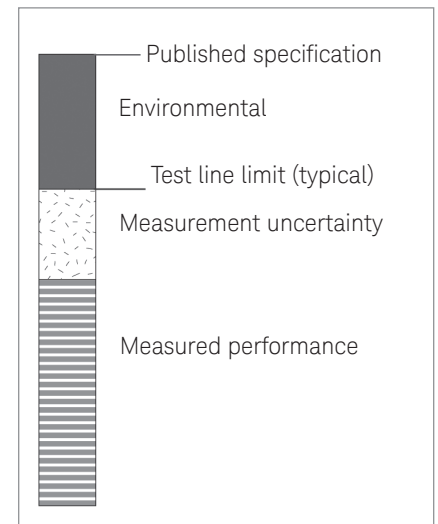 Published specification
Environmental
Test line limit (typical)
Measurement uncertainty
Measured performance